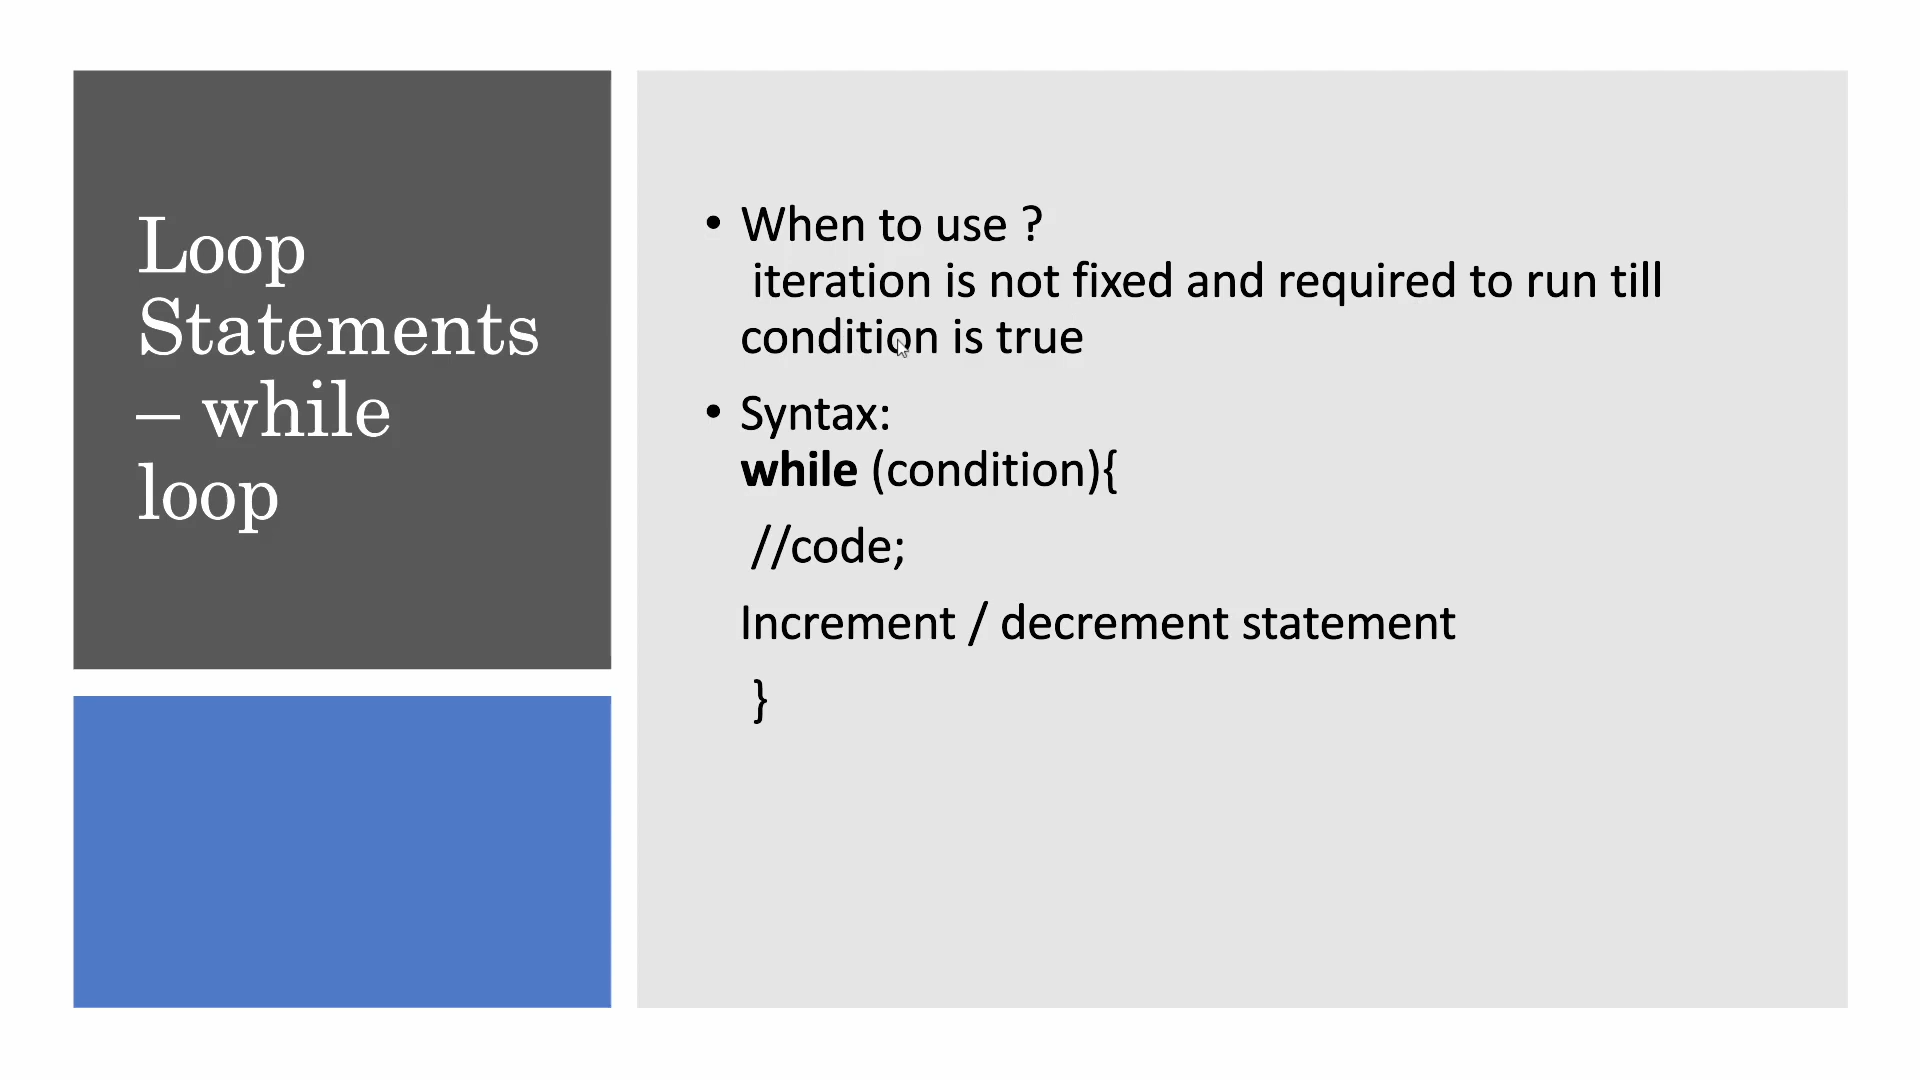 Loop
Statements
– while
loop
• When to use ?
iteration is not fixed and required to run till
condition is true
• Syntax:
while (condition){
//code;
Increment / decrement statement
}